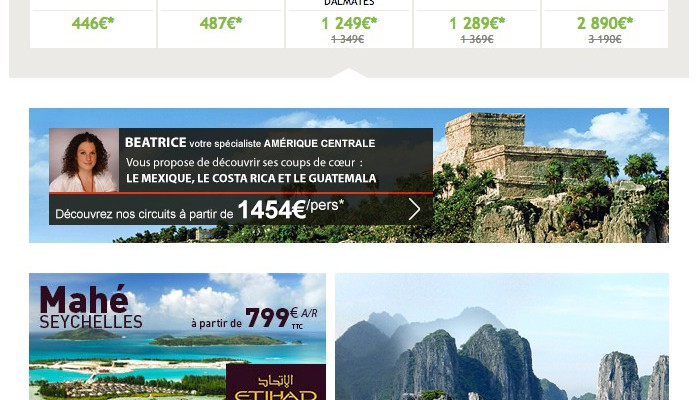 DALMATES
446€* 487€* 1 249€* 1 289€* 2 890€*
1 349€ 1 369€ 3 190€
BEATRICE votre spécialiste AMÉRIQUE CENTRALE
Vous propose de découvrir ses coups de cœur :
LE MEXIQUE, LE COSTA RICA ET LE GUATEMALA
Découvrez nos circuits à partir de 1454€/pers*
Mahé
SEYCHELLES
à partir de 799€ A/R
TTC
الإتحاد
ETIHAD